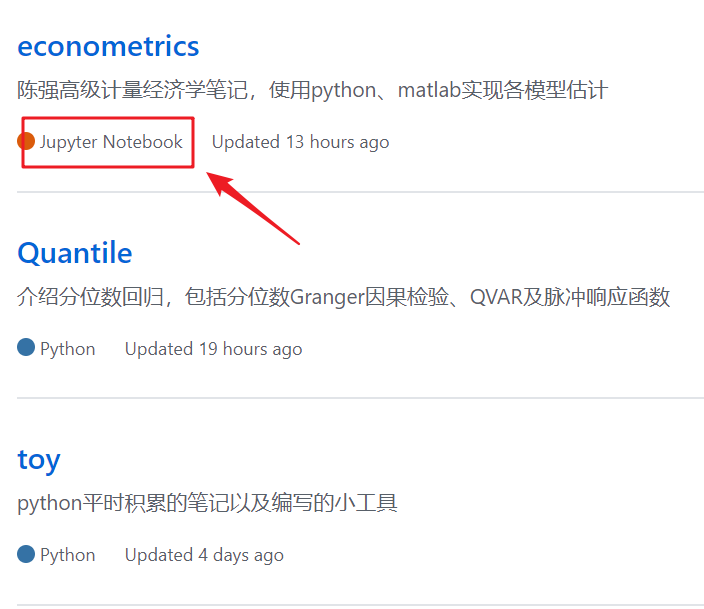 econometrics
陈强高级计量经济学笔记，使用python、matlab实现各模型估计
Jupyter Notebook Updated 13 hours ago
Quantile
介绍分位数回归，包括分位数Granger因果检验、QVAR及脉冲响应函数
Python Updated 19 hours ago
toy
python平时积累的笔记以及编写的小工具
Python Updated 4 days ago